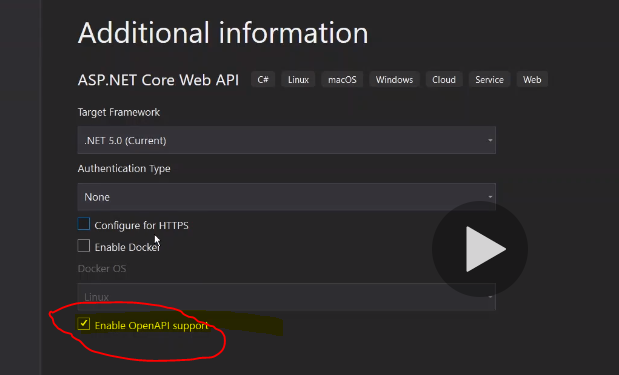 Additional information
ASP.NET Core Web API C# Linux macOS Windows Cloud Service Web
Target Framework
.NET 5.0 (Current)
Authentication Type
None
Configure for HTTPS
Enable Docker
Docker OS
Linux
Enable OpenAPI support